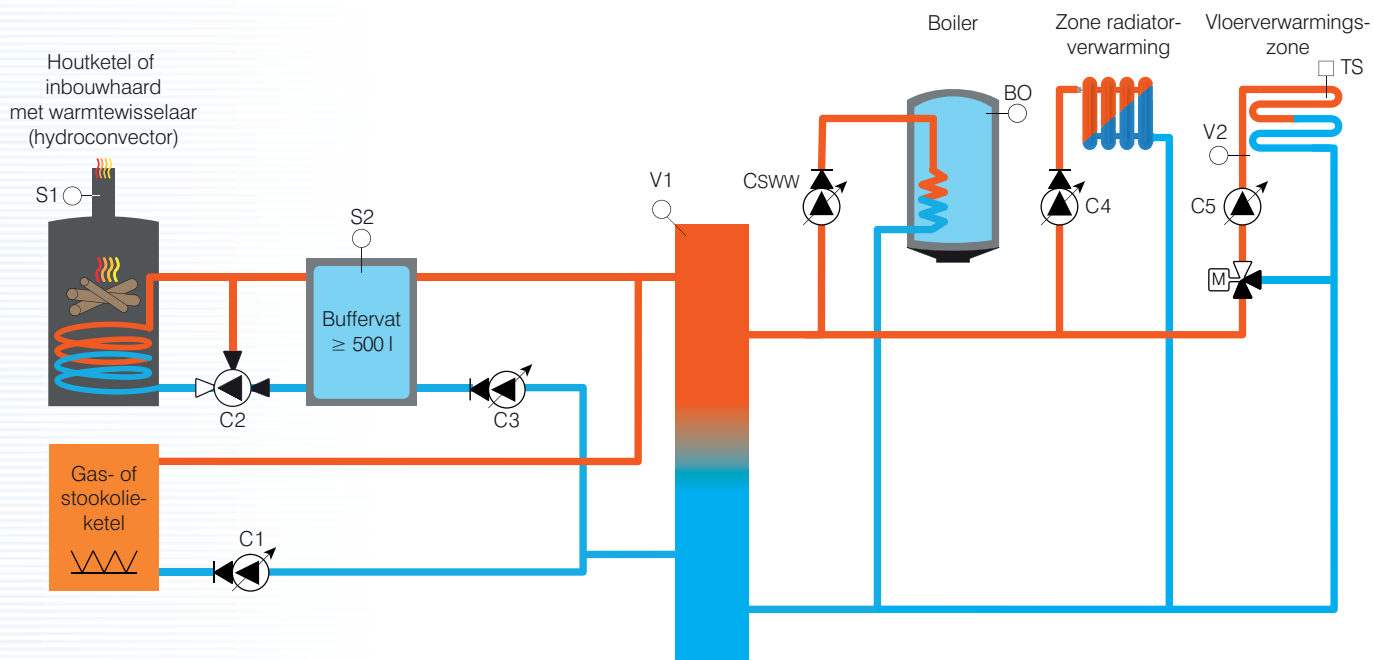 Houtketel of
inbouwhaard
met warmtewisselaar
(hydroconvector)
S1
S2
Buffervat
≥ 500 l
C2
C3
Gas- of
stookolie-
ketel
C1
V1
Boiler
BO
CSWW
Zone radiator-
verwarming
C4
Vloerverwarmings-
zone
TS
V2
C5
M